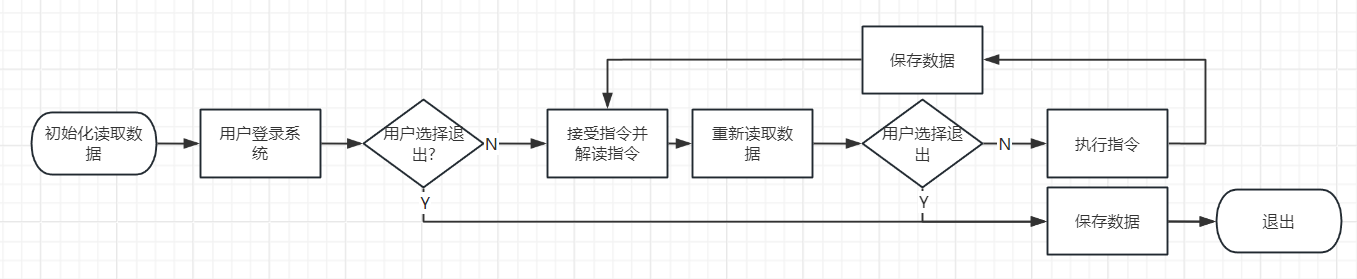 初始化读取数
据
用户登录系
统
用户选择退
出?
N
Y
接受指令并
解读指令
重新读取数
据
用户选择退
出
N
Y
执行指令
保存数据
保存数据
退出